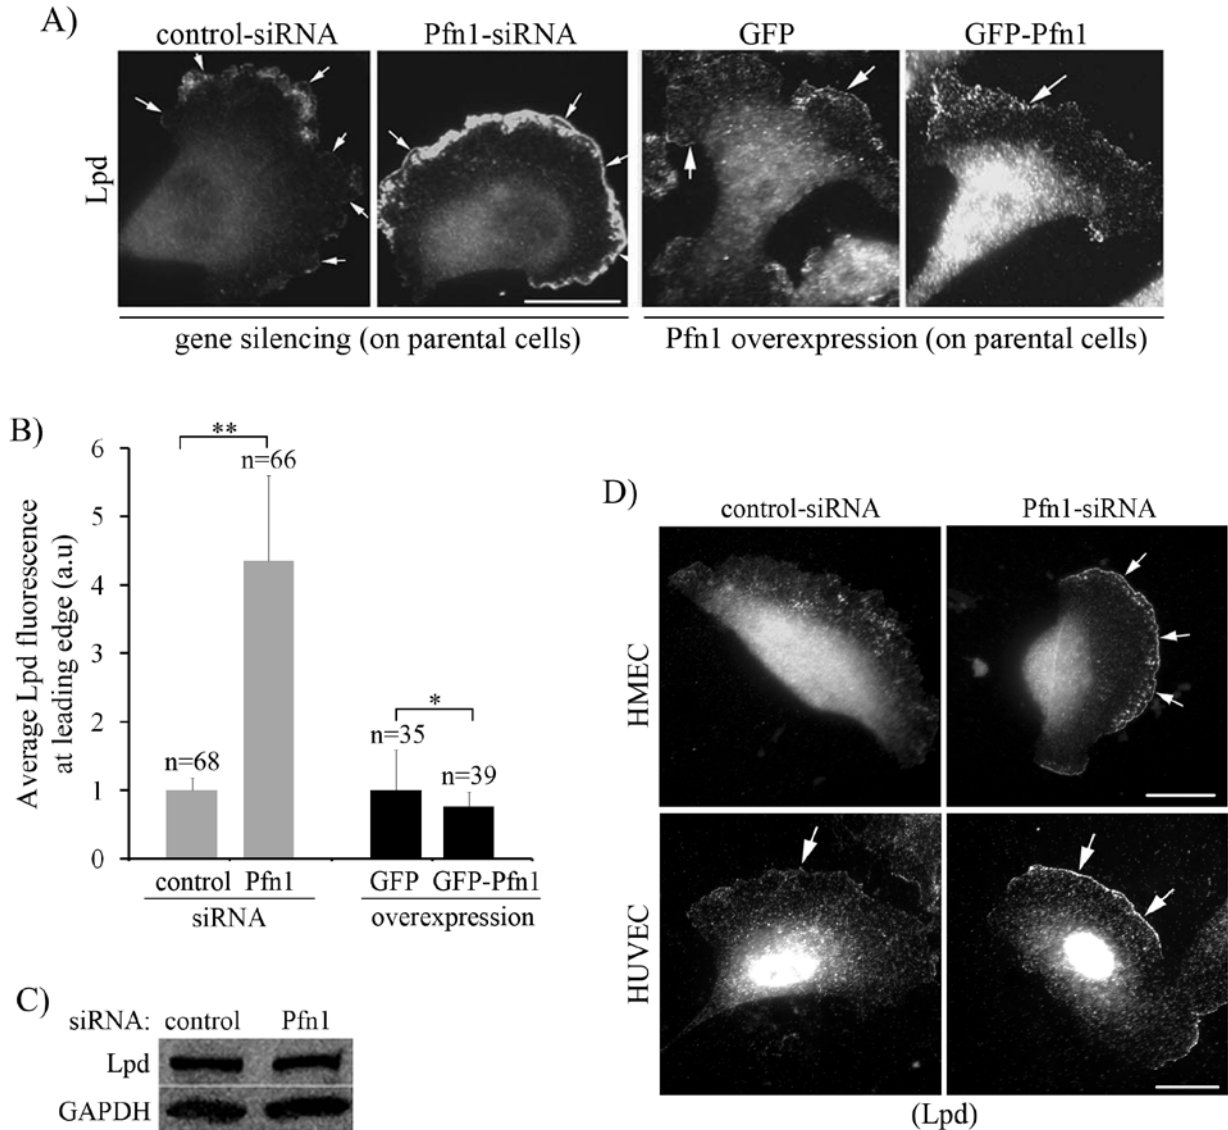 A)
control-siRNA Pfn1-siRNA GFP GFP-Pfn1
Lpd
gene silencing (on parental cells) Pfn1 overexpression (on parental cells)
B)
Average Lpd fluorescence
at leading edge (a.u)
6
5
4
3
2
1
0
**
n=66
n=68
*
n=35
n=39
control Pfn1 GFP GFP-Pfn1
siRNA overexpression
C)
siRNA: control Pfn1
Lpd
GAPDH
D)
control-siRNA Pfn1-siRNA
HMEC
HUVEC
(Lpd)